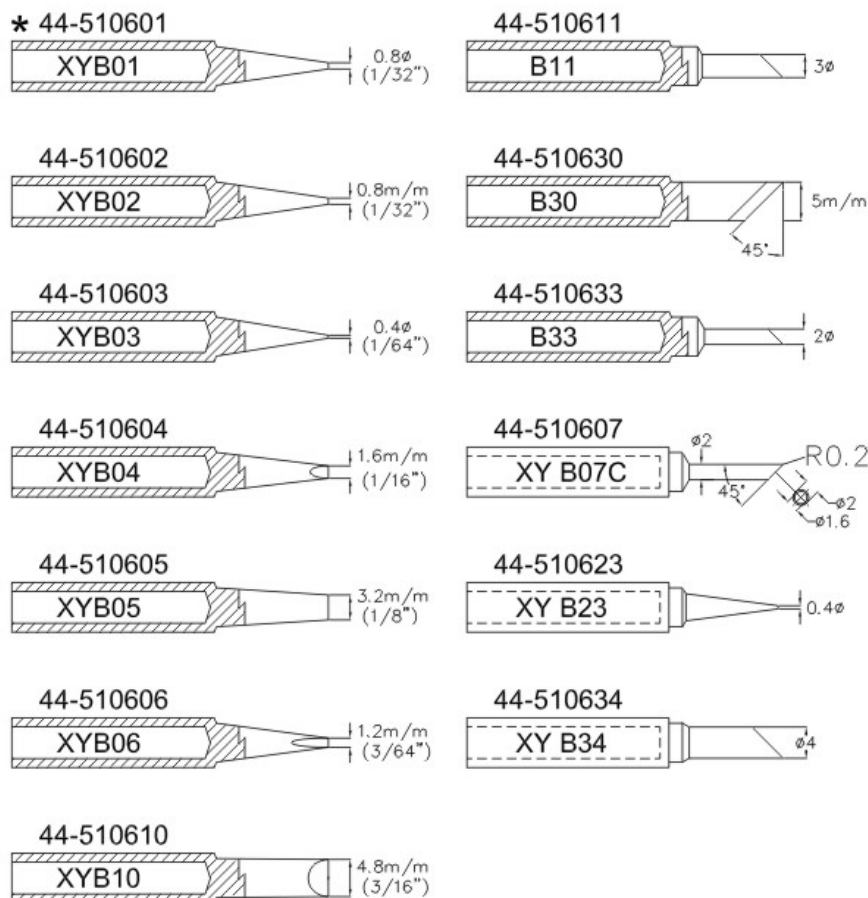 * 44-510601
XYB01
0.8ø
(1/32")
44-510602
XYB02
0.8m/m
(1/32")
44-510603
XYB03
0.4ø
(1/64")
44-510604
XYB04
1.6m/m
(1/16")
44-510605
XYB05
3.2m/m
(1/8")
44-510606
XYB06
1.2m/m
(3/64")
44-510610
XYB10
4.8m/m
(3/16")
44-510611
B11
3ø
44-510630
B30
5m/m
45°
44-510633
B33
2ø
44-510607
XY B07C
ø2
45°
R0.2
ø2
ø1.6
44-510623
XY B23
0.4ø
44-510634
XY B34
ø4